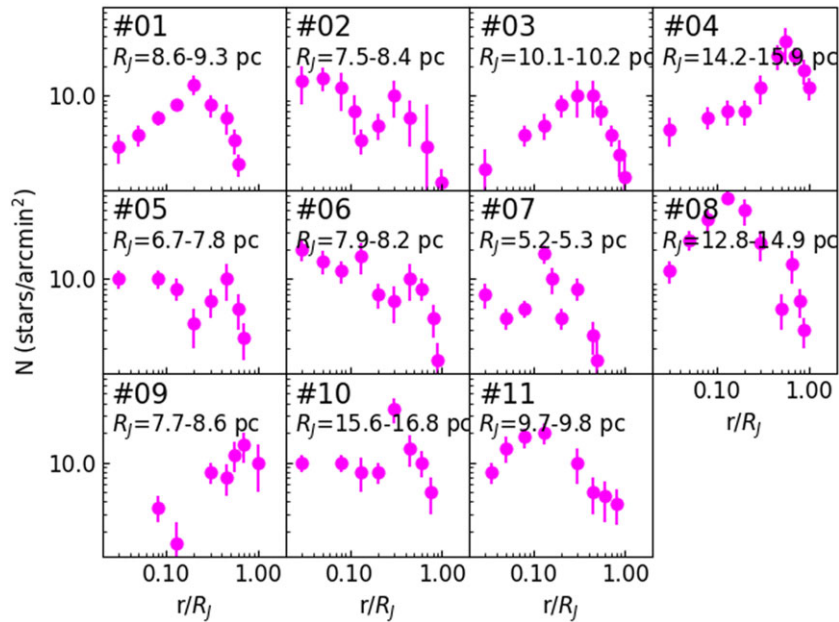 #01
R_J=8.6-9.3 pc
#02
R_J=7.5-8.4 pc
#03
R_J=10.1-10.2 pc
#04
R_J=14.2-15.9 pc
10.0
#05
R_J=6.7-7.8 pc
#06
R_J=7.9-8.2 pc
#07
R_J=5.2-5.3 pc
#08
R_J=12.8-14.9 pc
10.0
N (stars/arcmin²)
0.10
1.00
r/R_J
#09
R_J=7.7-8.6 pc
#10
R_J=15.6-16.8 pc
#11
R_J=9.7-9.8 pc
10.0
0.10
1.00
0.10
1.00
0.10
1.00
r/R_J
r/R_J
r/R_J